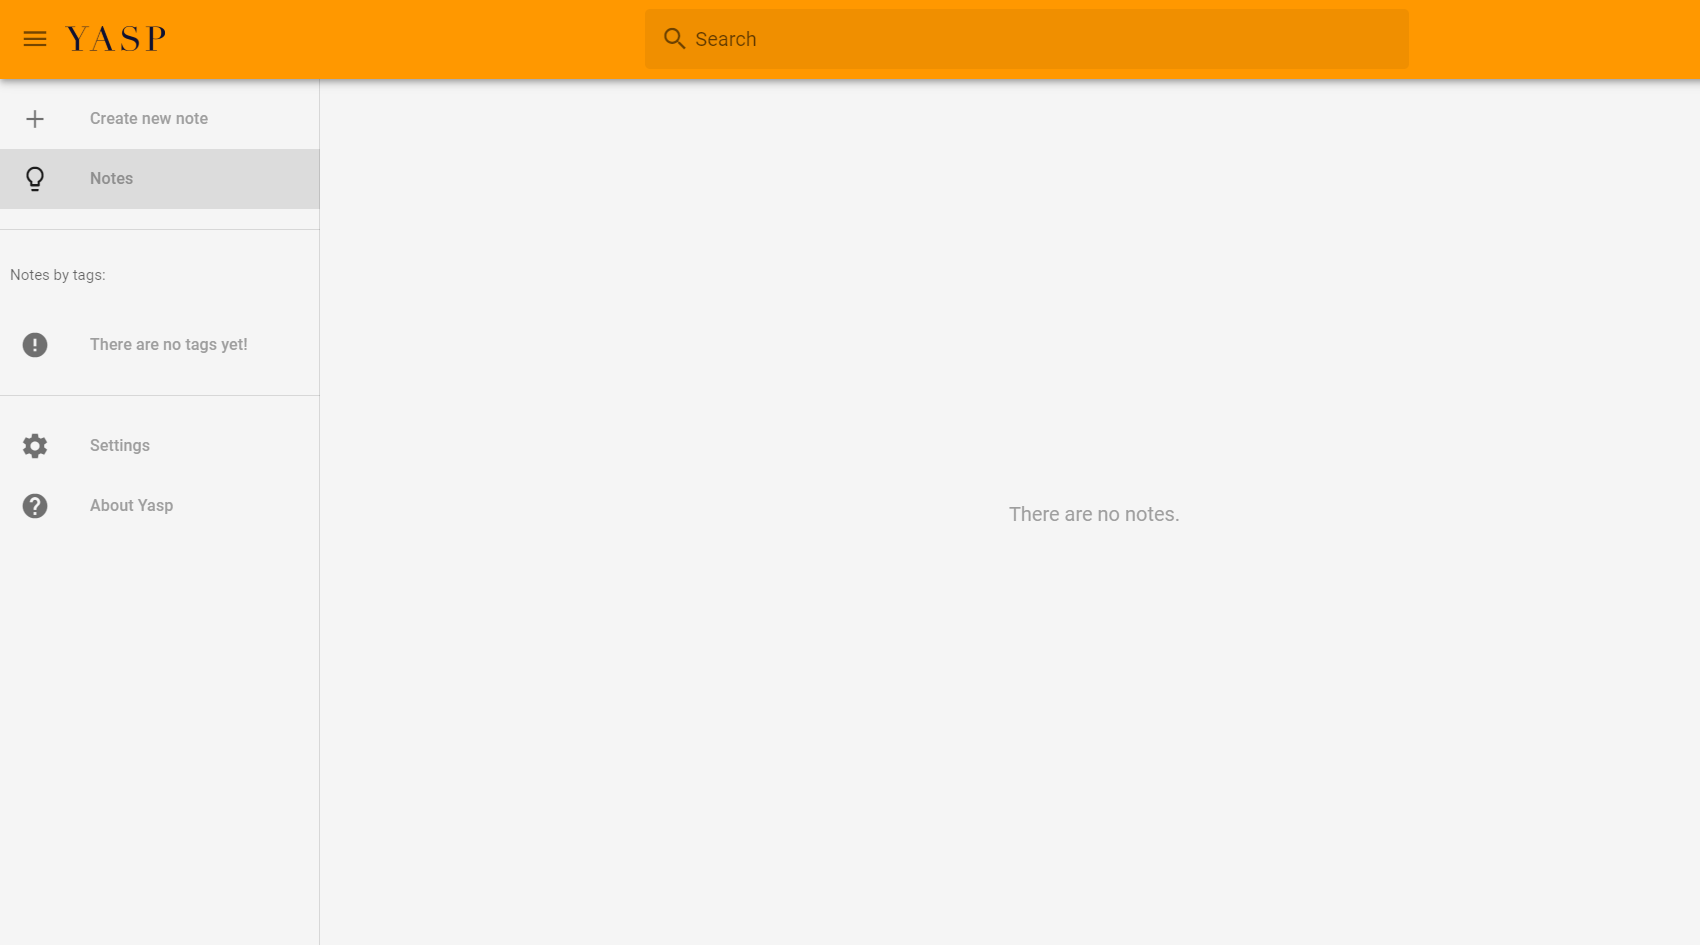 YASP
Search
Create new note
Notes
Notes by tags:
There are no tags yet!
Settings
About Yasp
There are no notes.